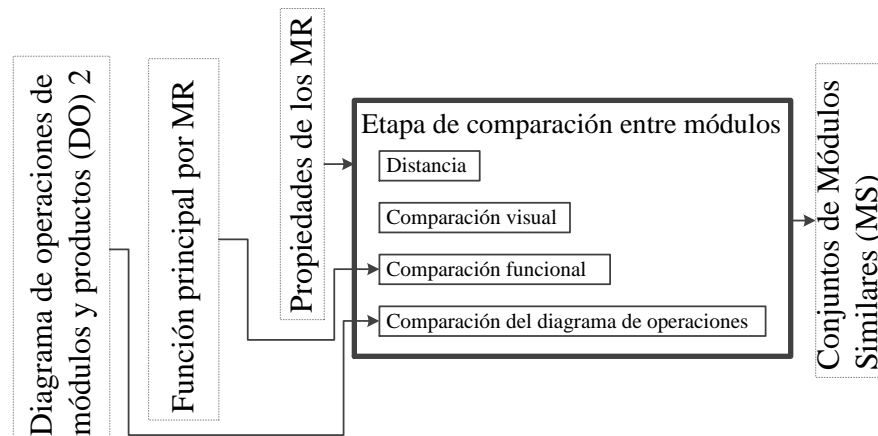 Diagrama de operaciones de
módulos y productos (DO) 2
Función principal por MR
Propiedades de los MR
Etapa de comparación entre módulos
Distancia
Comparación visual
Comparación funcional
Comparación del diagrama de operaciones
Conjuntos de Módulos
Similares (MS)